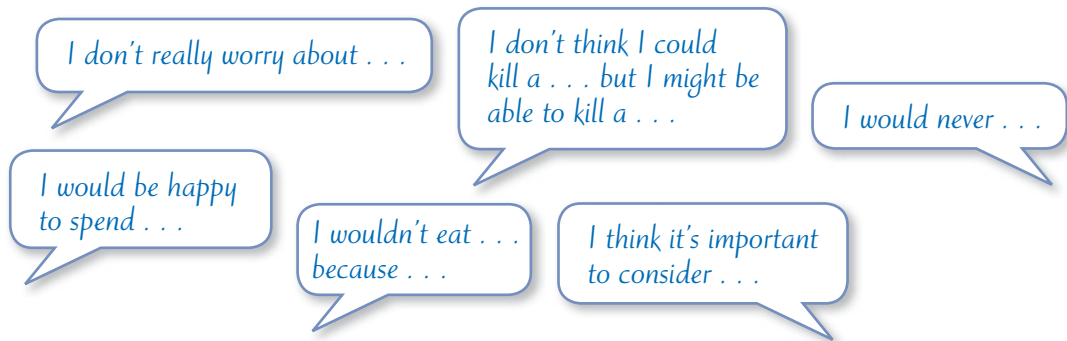 I don't really worry about . . .
I don't think I could
kill a . . . but I might be
able to kill a . . .
I would never . . .
I would be happy
to spend . . .
I wouldn't eat . . .
because . . .
I think it's important
to consider . . .